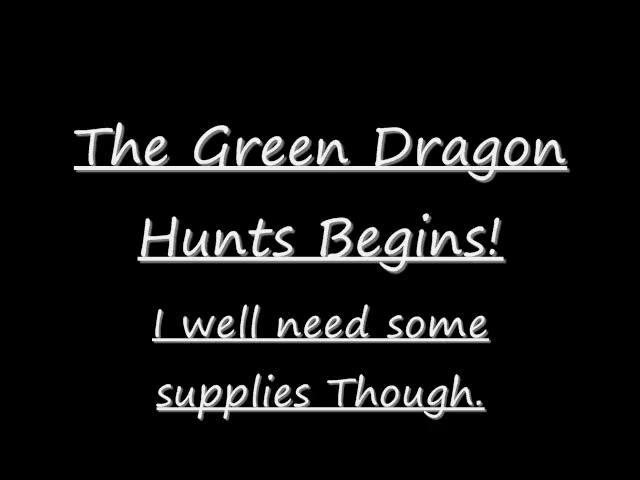 The Green Dragon
Hunts Begins!
I well need some
supplies Though.